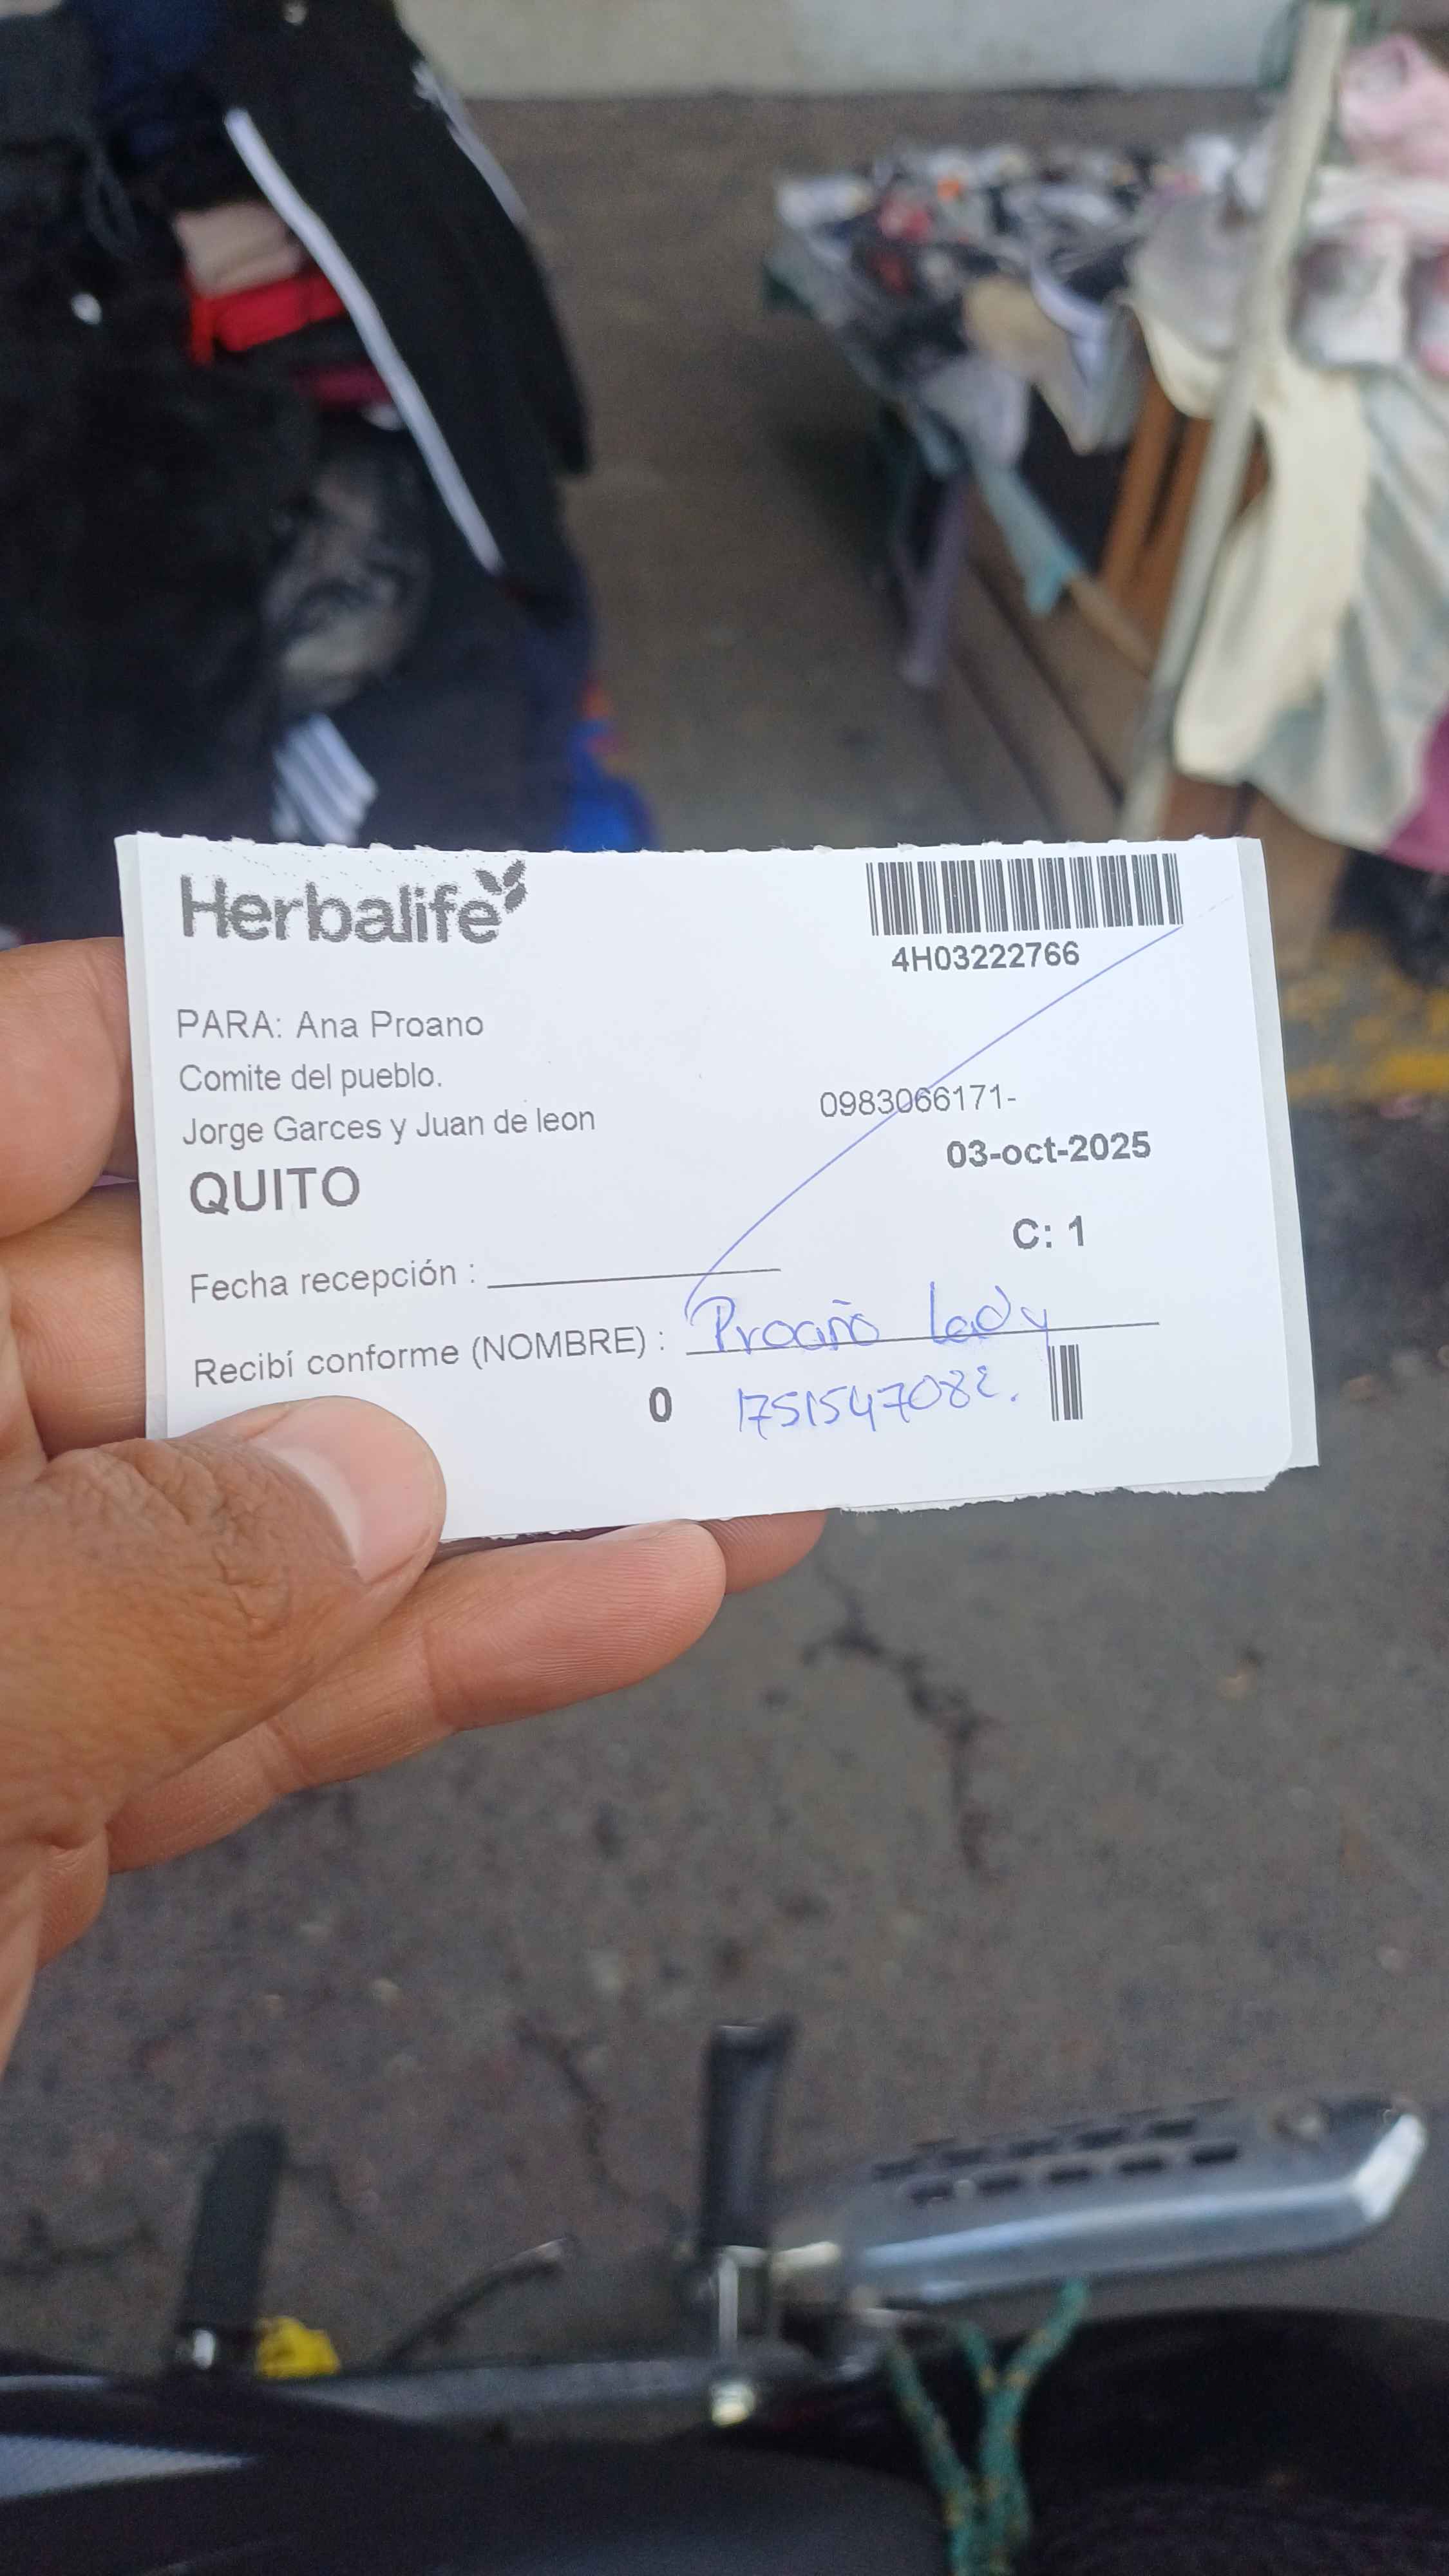 Herbalife
4H03222766
PARA: Ana Proano
Comite del pueblo.
Jorge Garces y Juan de leon
0983066171-
QUITO
03-oct-2025
C: 1
Fecha recepción :
Recibí conforme (NOMBRE) : Proaño Lady
0 1751547082.